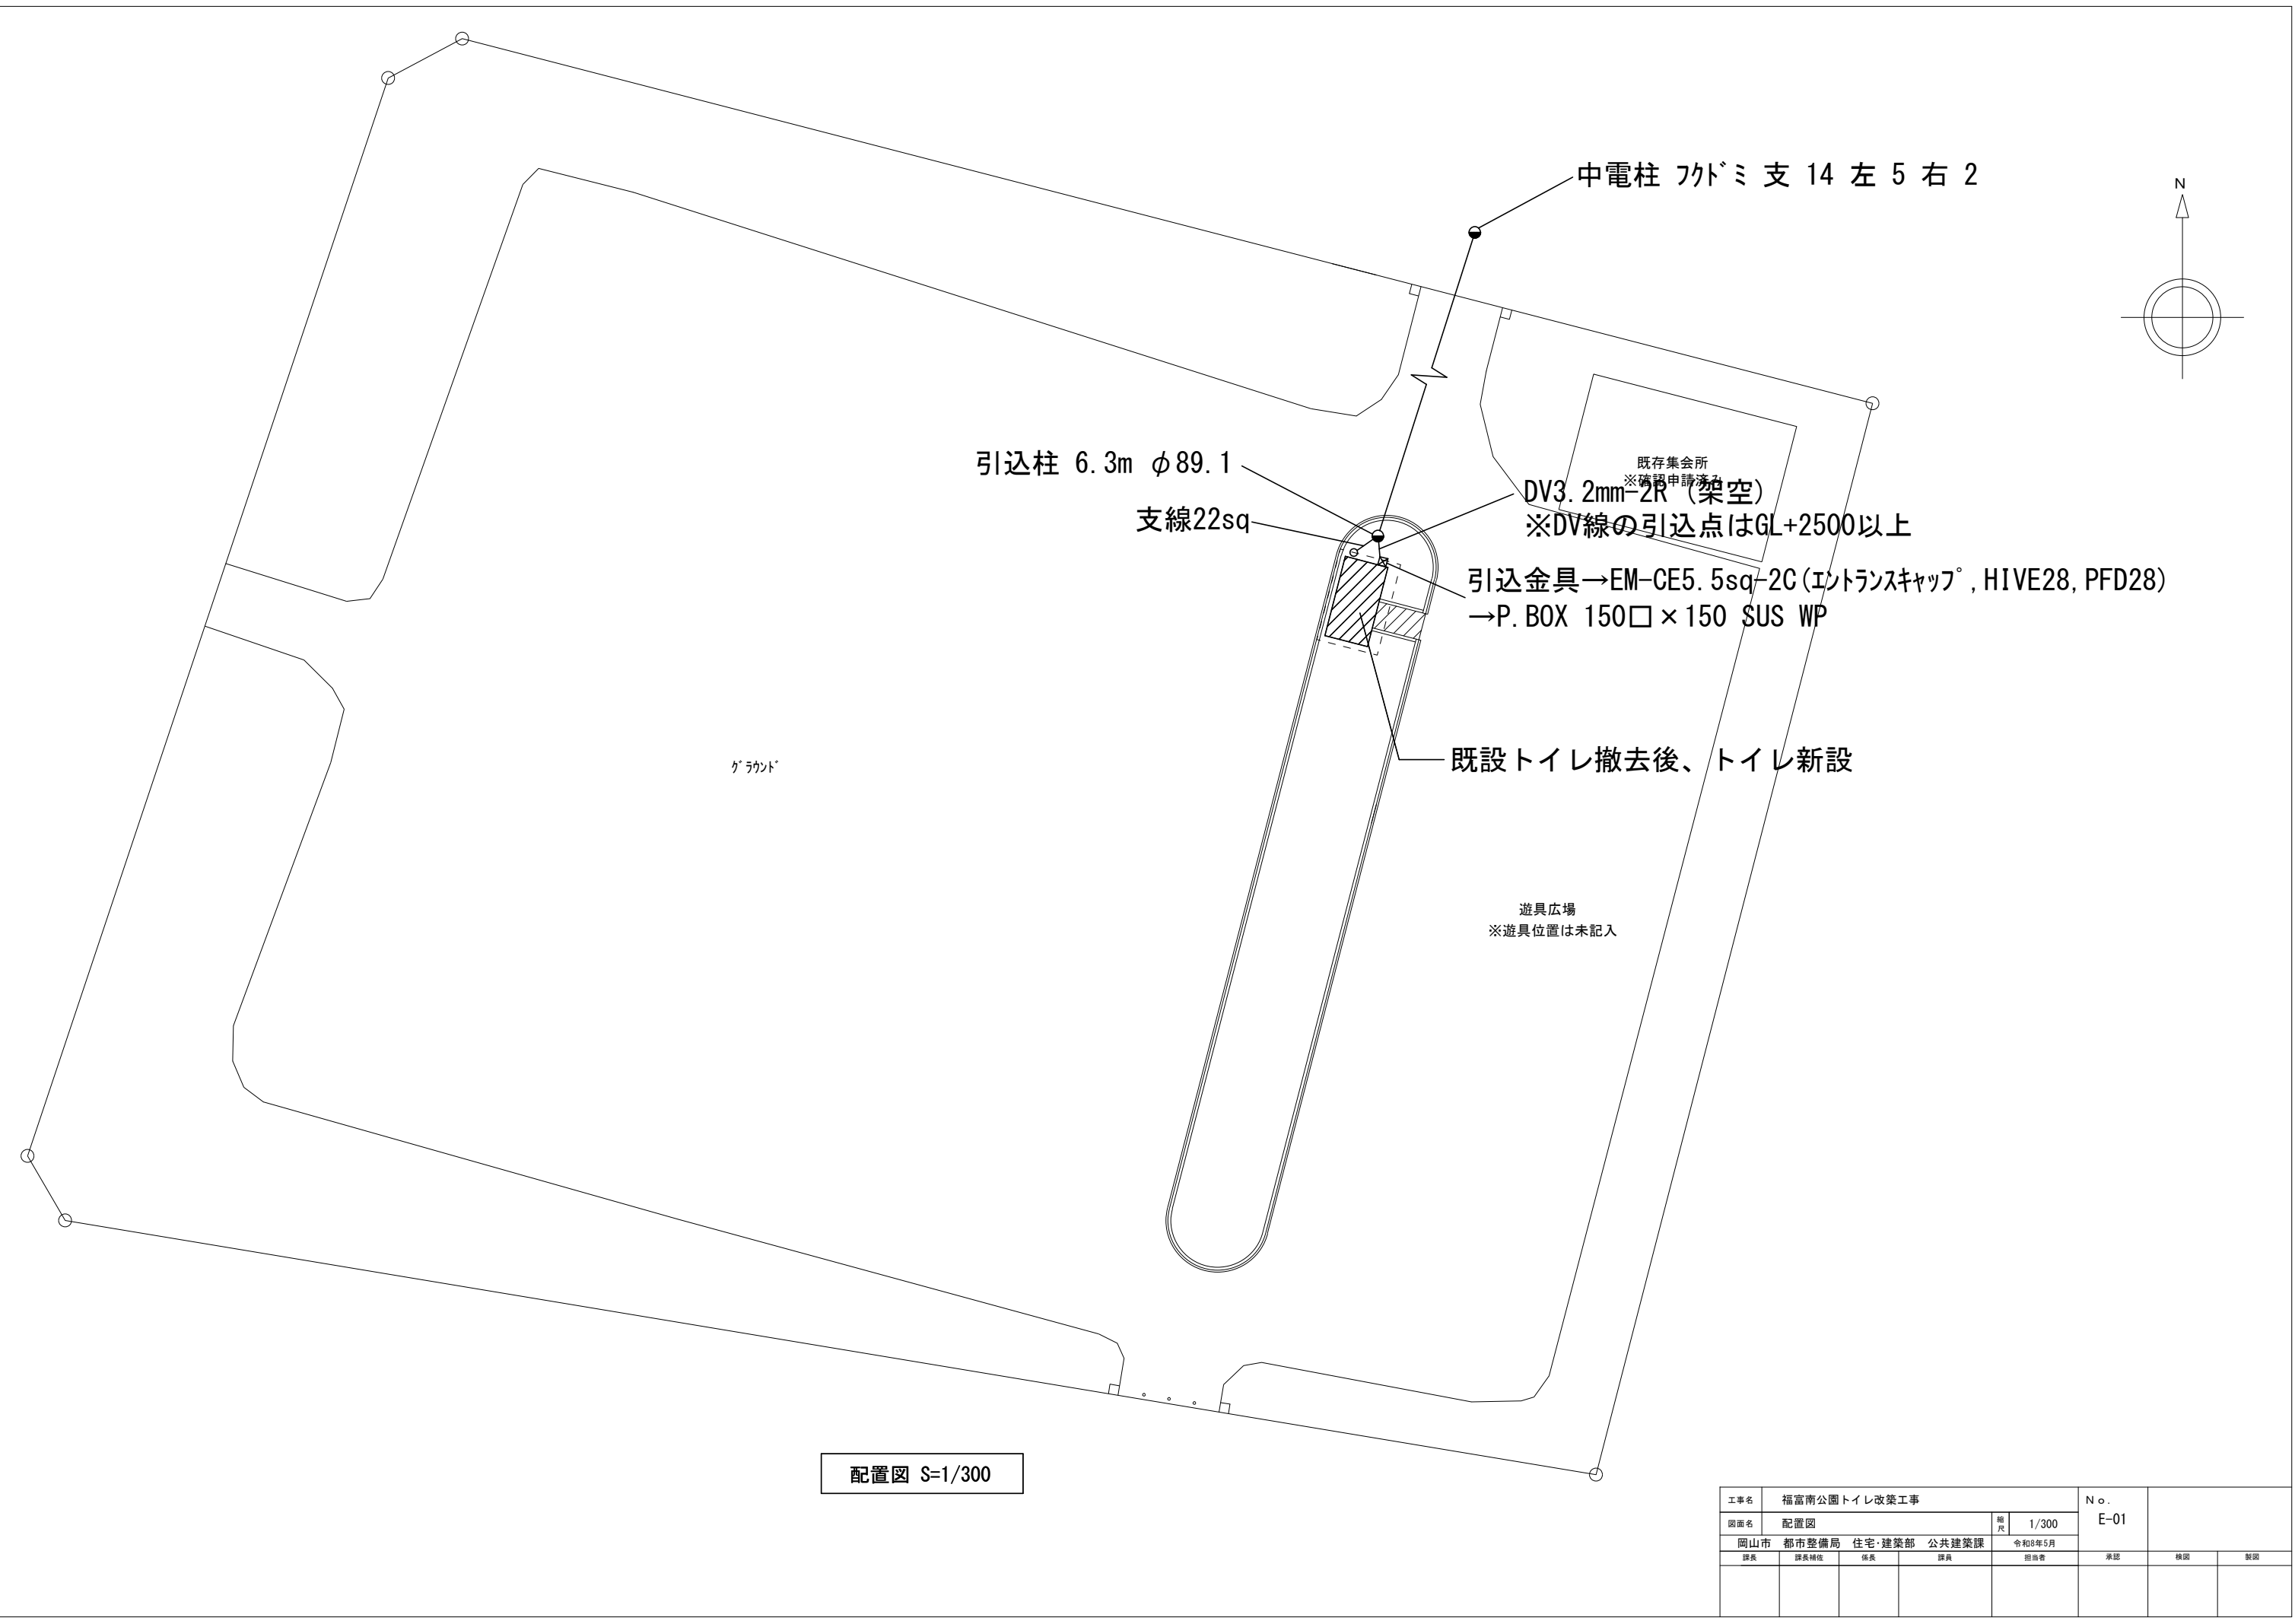 中電柱 ﾌｸﾄﾞﾐ 支 14 左 5 右 2
N
引込柱 6.3m φ89.1
支線22sq
既存集会所
※確認申請済み
DV3.2mm-2R (架空)
※DV線の引込点はGL+2500以上
引込金具→EM-CE5.5sq-2C(ｴﾝﾄﾗﾝｽｷｬｯﾌﾟ,HIVE28,PFD28)
→P.BOX 150□×150 SUS WP
既設トイレ撤去後、トイレ新設
ｸﾞﾗｳﾝﾄﾞ
遊具広場
※遊具位置は未記入
配置図 S=1/300
工事名 福富南公園トイレ改築工事 No.
図面名 配置図 縮尺 1/300 E-01
岡山市 都市整備局 住宅・建築部 公共建築課 令和8年5月
課長 課長補佐 係長 課員 担当者 承認 検図 製図